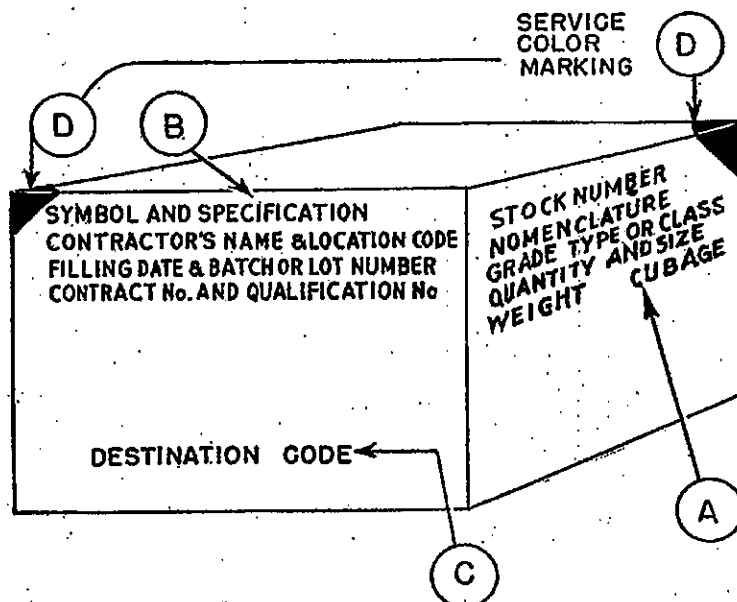 SERVICE
COLOR
MARKING
D
D
B
SYMBOL AND SPECIFICATION
CONTRACTOR'S NAME & LOCATION CODE
FILLING DATE & BATCH OR LOT NUMBER
CONTRACT No. AND QUALIFICATION No
STOCK NUMBER
NOMENCLATURE
GRADE TYPE OR CLASS
QUANTITY AND SIZE
WEIGHT CUBAGE
DESTINATION CODE
A
C